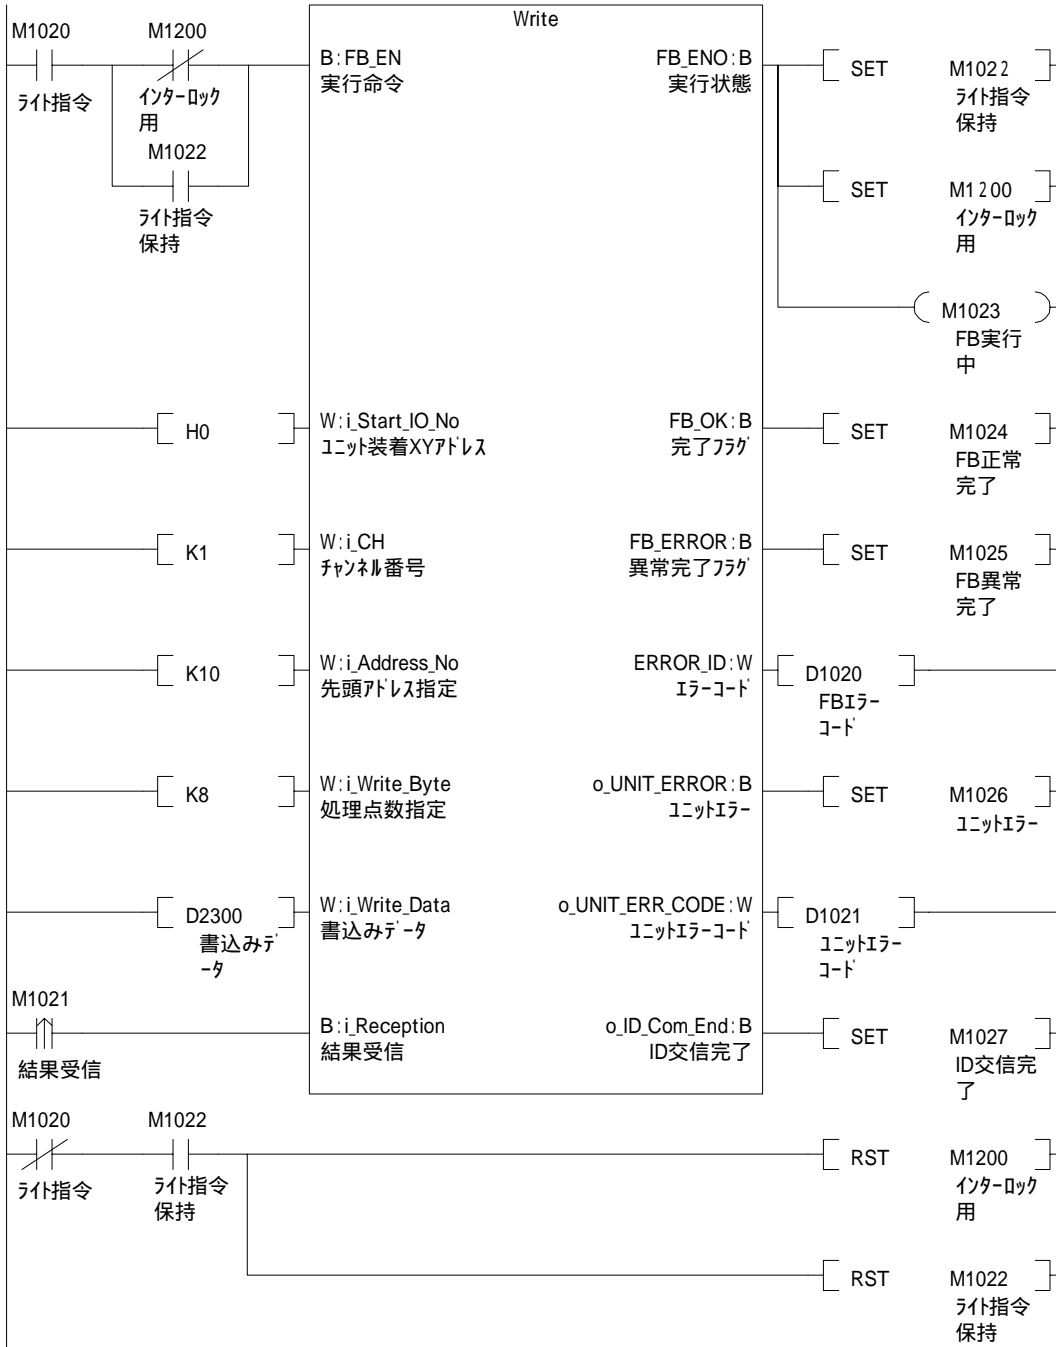 Write
M1020
M1200
ﾗｲﾄ指令
ｲﾝﾀｰﾛｯｸ
用
M1022
ﾗｲﾄ指令
保持
B:FB_EN
実行命令
FB_ENO:B
実行状態
SET M1022
ﾗｲﾄ指令
保持
SET M1200
ｲﾝﾀｰﾛｯｸ
用
M1023
FB実行
中
H0
W:i_Start_IO_No
ﾕﾆｯﾄ装着XYｱﾄﾞﾚｽ
FB_OK:B
完了ﾌﾗｸﾞ
SET M1024
FB正常
完了
K1
W:i_CH
ﾁｬﾝﾈﾙ番号
FB_ERROR:B
異常完了ﾌﾗｸﾞ
SET M1025
FB異常
完了
K10
W:i_Address_No
先頭ｱﾄﾞﾚｽ指定
ERROR_ID:W
ｴﾗｰｺｰﾄﾞ
D1020
FBｴﾗｰ
ｺｰﾄﾞ
K8
W:i_Write_Byte
処理点数指定
o_UNIT_ERROR:B
ﾕﾆｯﾄｴﾗｰ
SET M1026
ﾕﾆｯﾄｴﾗｰ
D2300
書込みﾃﾞ
ｰﾀ
W:i_Write_Data
書込みﾃﾞｰﾀ
o_UNIT_ERR_CODE:W
ﾕﾆｯﾄｴﾗｰｺｰﾄﾞ
D1021
ﾕﾆｯﾄｴﾗｰ
ｺｰﾄﾞ
M1021
結果受信
B:i_Reception
結果受信
o_ID_Com_End:B
ID交信完了
SET M1027
ID交信完
了
M1020
ﾗｲﾄ指令
M1022
ﾗｲﾄ指令
保持
RST M1200
ｲﾝﾀｰﾛｯｸ
用
RST M1022
ﾗｲﾄ指令
保持